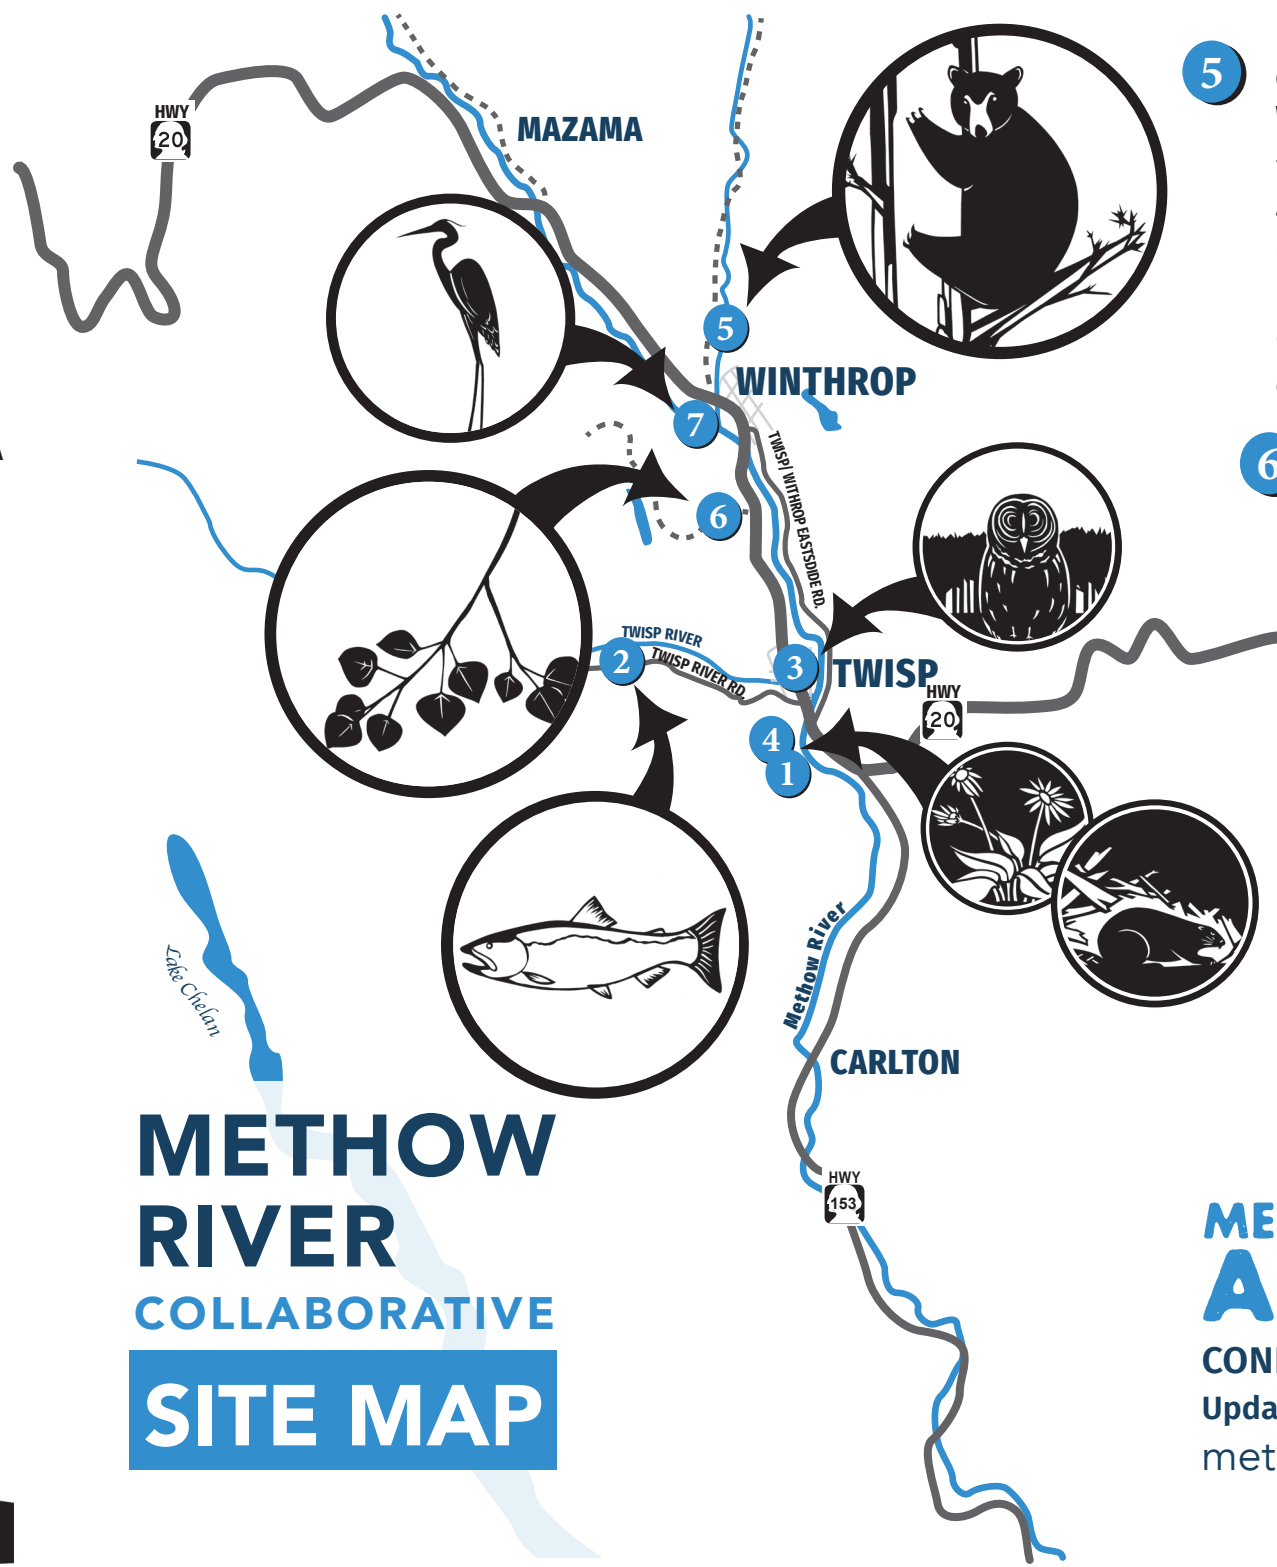 5
HWY
20
MAZAMA
5
WINTHROP
7
TWISP/ WITHROP EASTSDIDE RD.
6
6
TWISP RIVER
2
TWISP RIVER RD.
3
TWISP
HWY
20
4
1
Lake Chelan
Methow River
CARLTON
METHOW
RIVER
COLLABORATIVE
SITE MAP
HWY
153
ME
A
CON
Upda
met